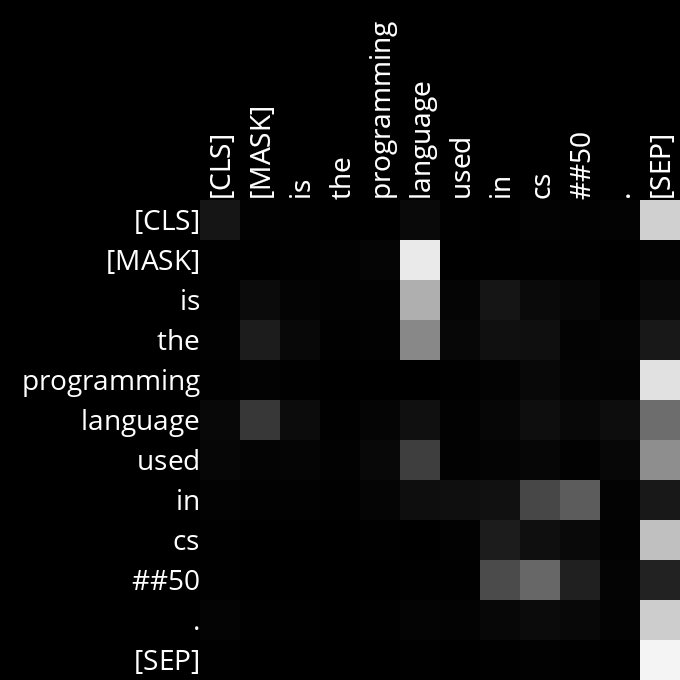 [CLS]
[MASK]
is
the
programming
language
used
in
cs
##50
.
[SEP]
[CLS]
[MASK]
is
the
programming
language
used
in
cs
##50
.
[SEP]